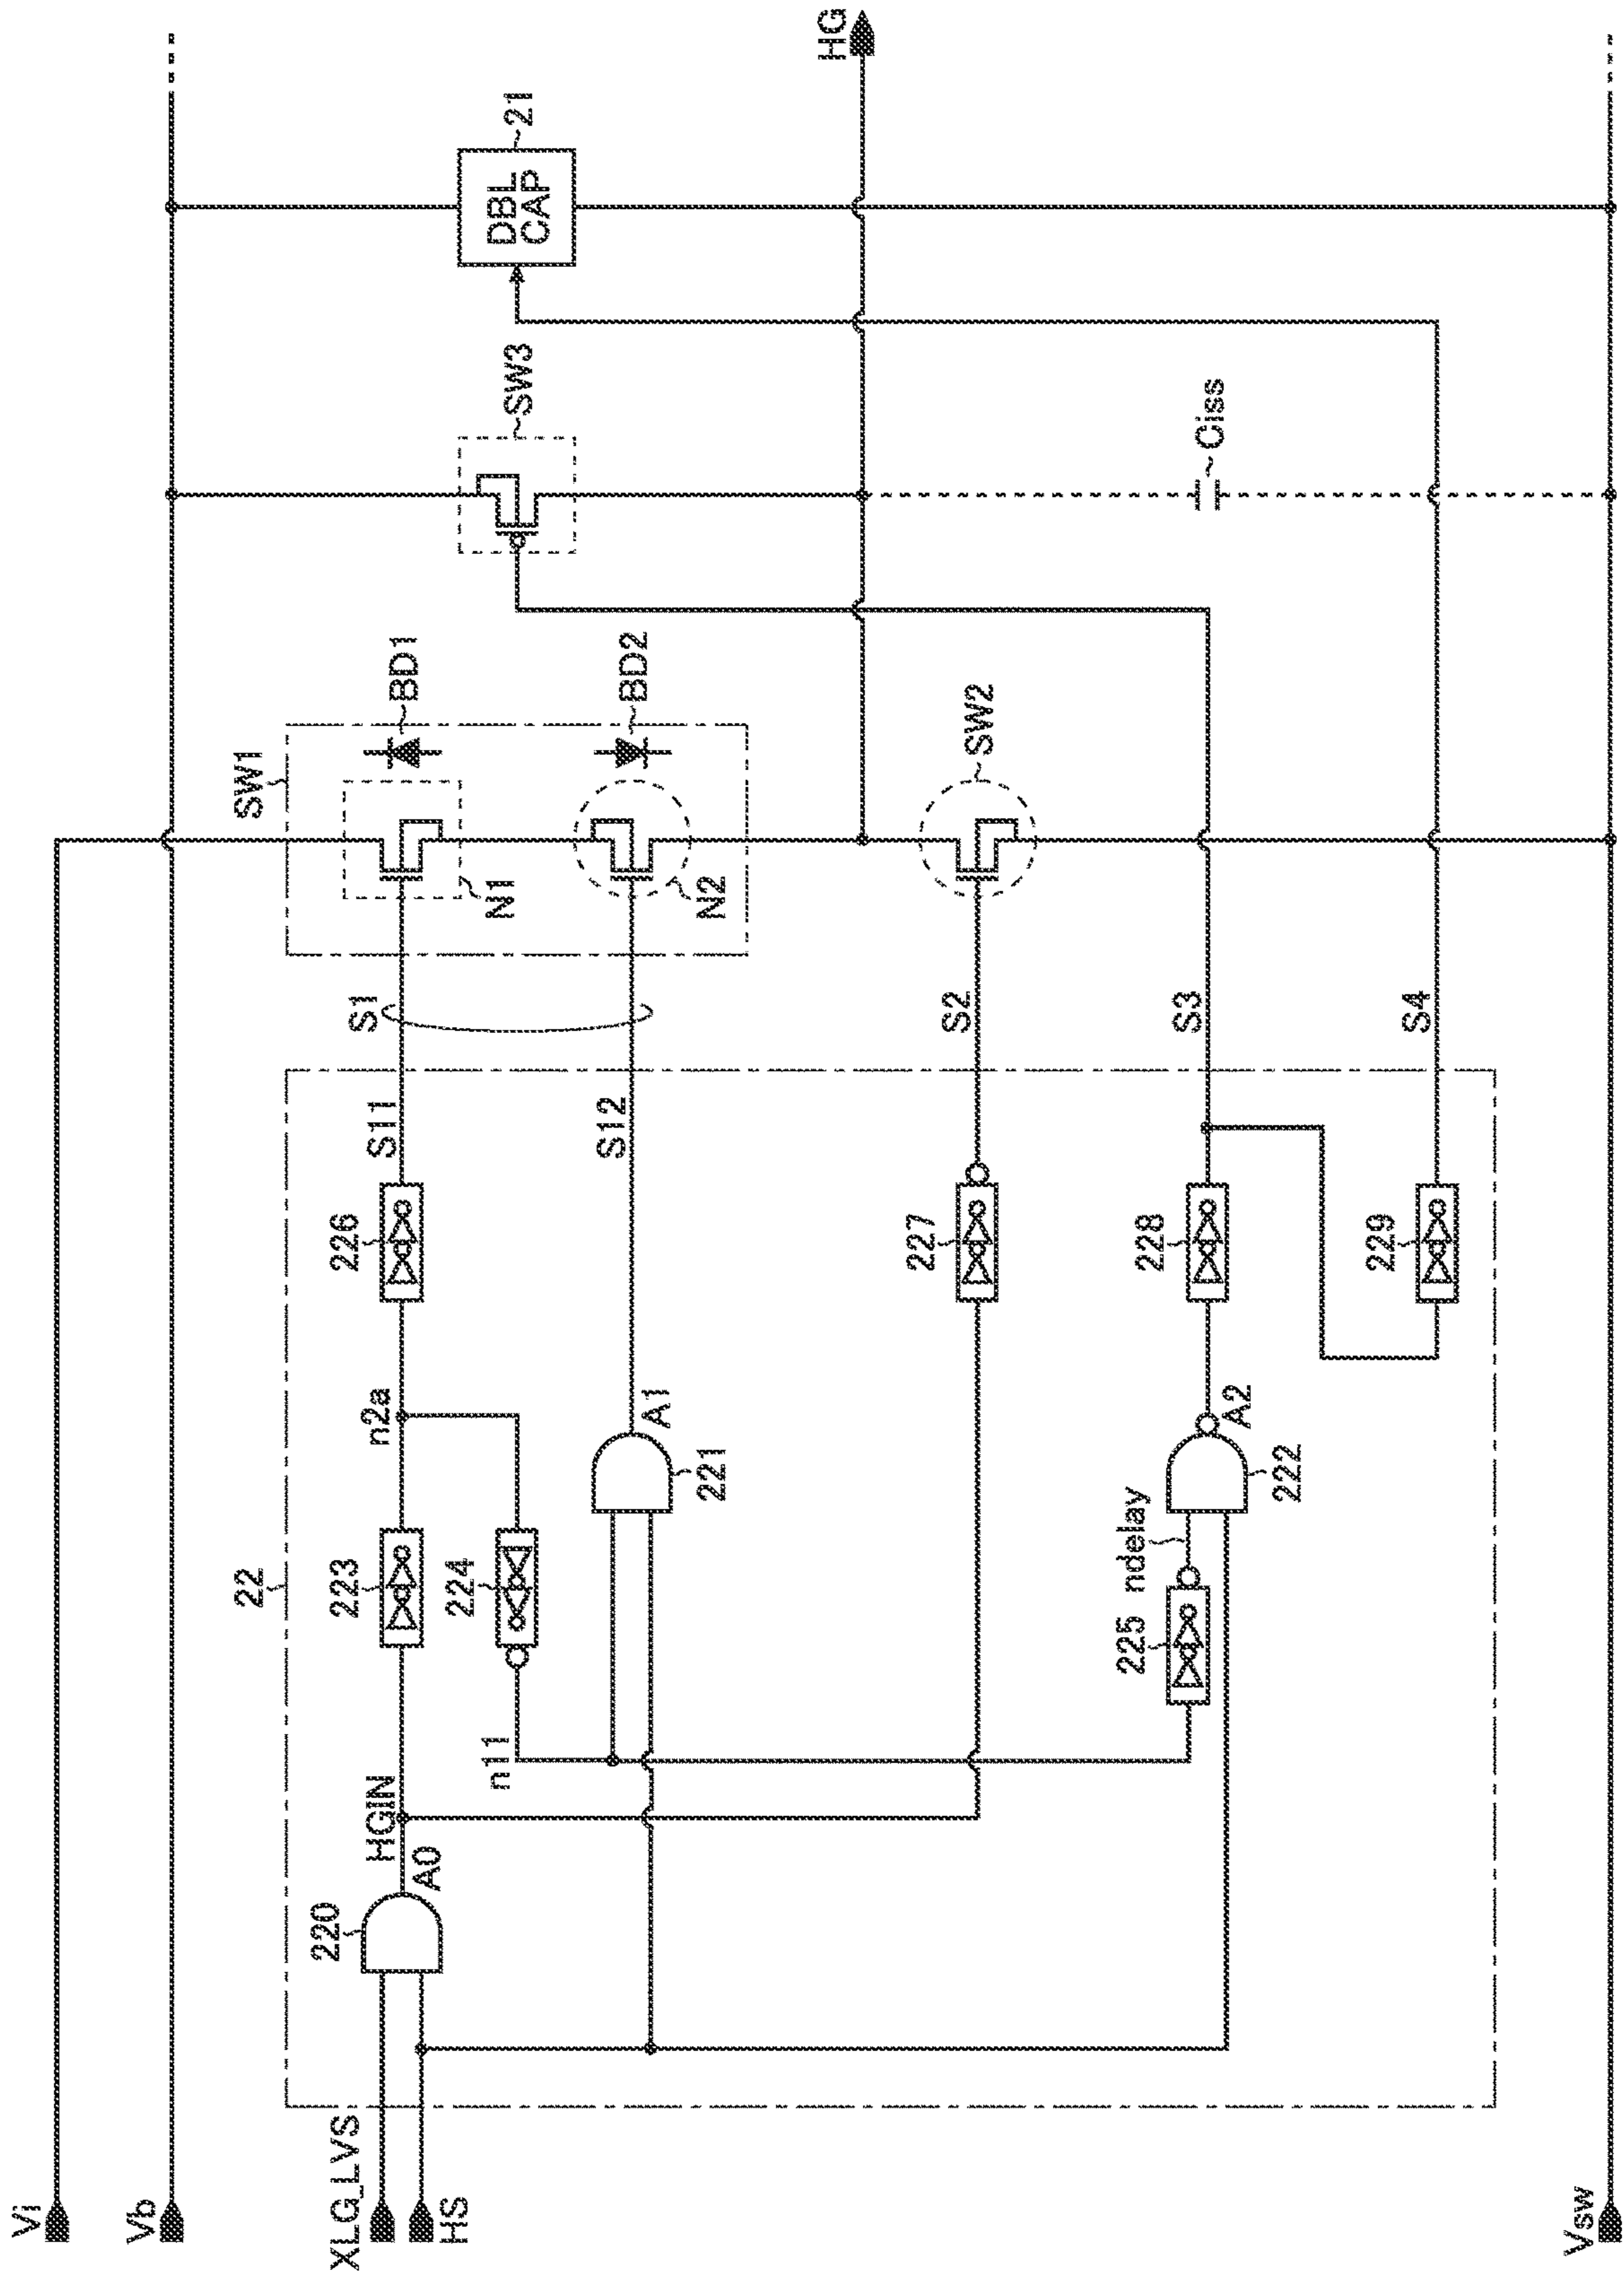 Vi
Vb
XLG_LVS
HS
Vsw
22
220
A0
HGIN
223
n2a
226
S11
224
n11
221
A1
S12
227
S2
225
ndelay
222
A2
228
S3
229
S4
S1
SW1
N1
N2
BD1
BD2
SW2
SW3
Ciss
DBL
CAP
21
HG